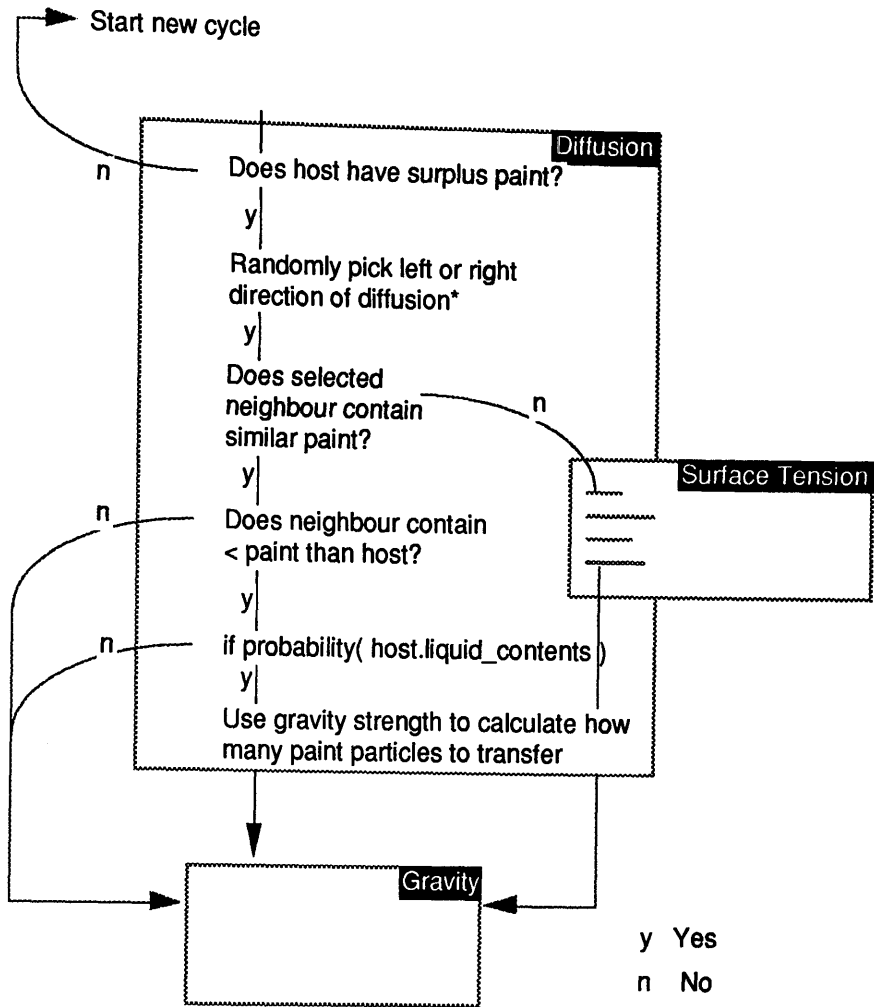 Start new cycle
Diffusion
n
Does host have surplus paint?
y
Randomly pick left or right
direction of diffusion*
y
Does selected
neighbour contain
similar paint?
n
y
Surface Tension
n
Does neighbour contain
< paint than host?
y
n
if probability( host.liquid_contents )
y
Use gravity strength to calculate how
many paint particles to transfer
Gravity
y Yes
n No